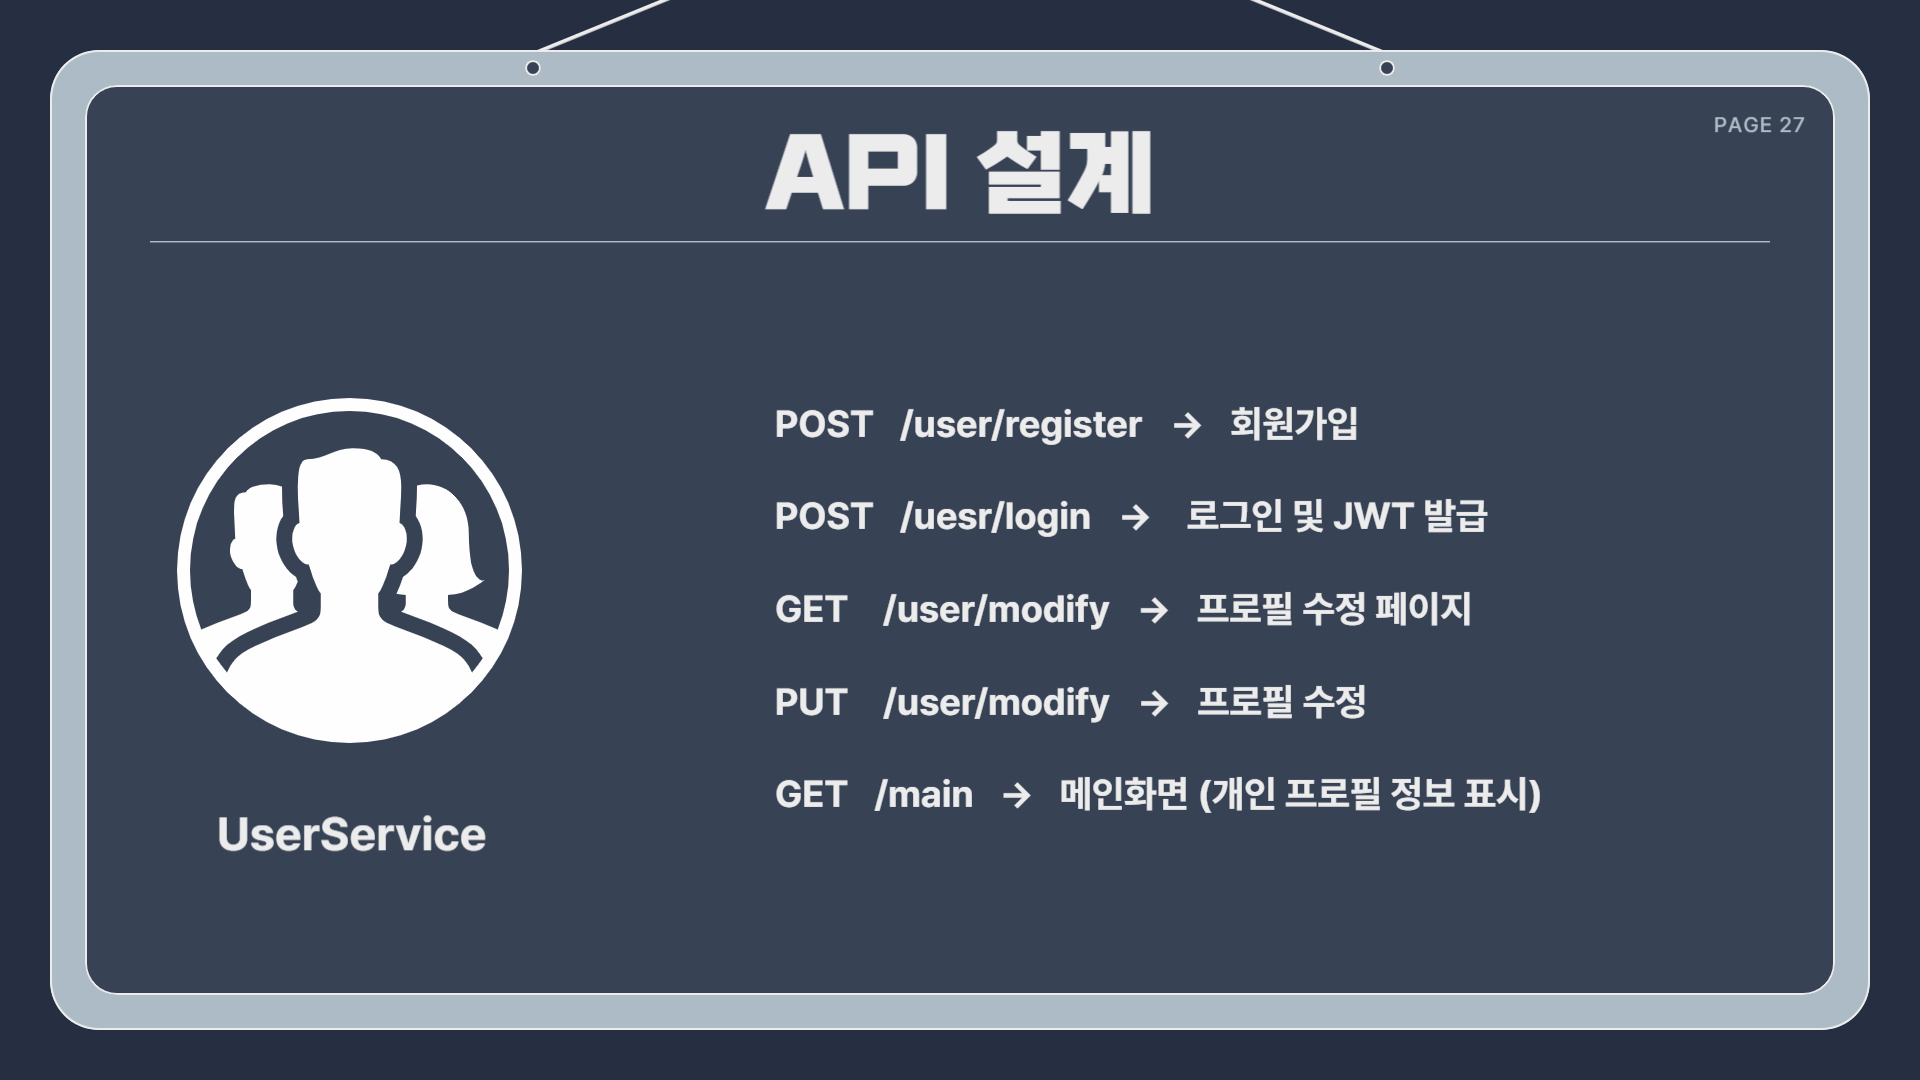 PAGE 27
API 설계
POST /user/register → 회원가입
POST /uesr/login → 로그인 및 JWT 발급
GET /user/modify → 프로필 수정 페이지
PUT /user/modify → 프로필 수정
GET /main → 메인화면 (개인 프로필 정보 표시)
UserService